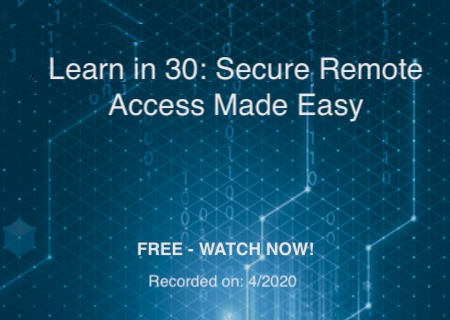 Learn in 30: Secure Remote
Access Made Easy
FREE - WATCH NOW!
Recorded on: 4/2020